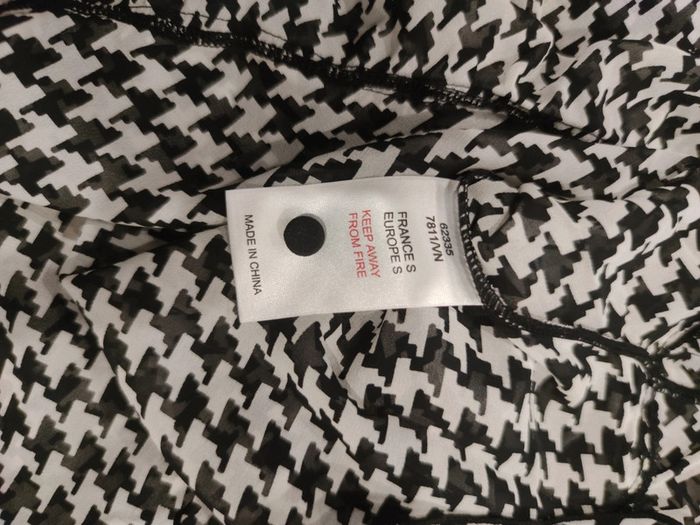 62335
7811/VN
FRANCE S
EUROPE S
KEEP AWAY
FROM FIRE
MADE IN CHINA